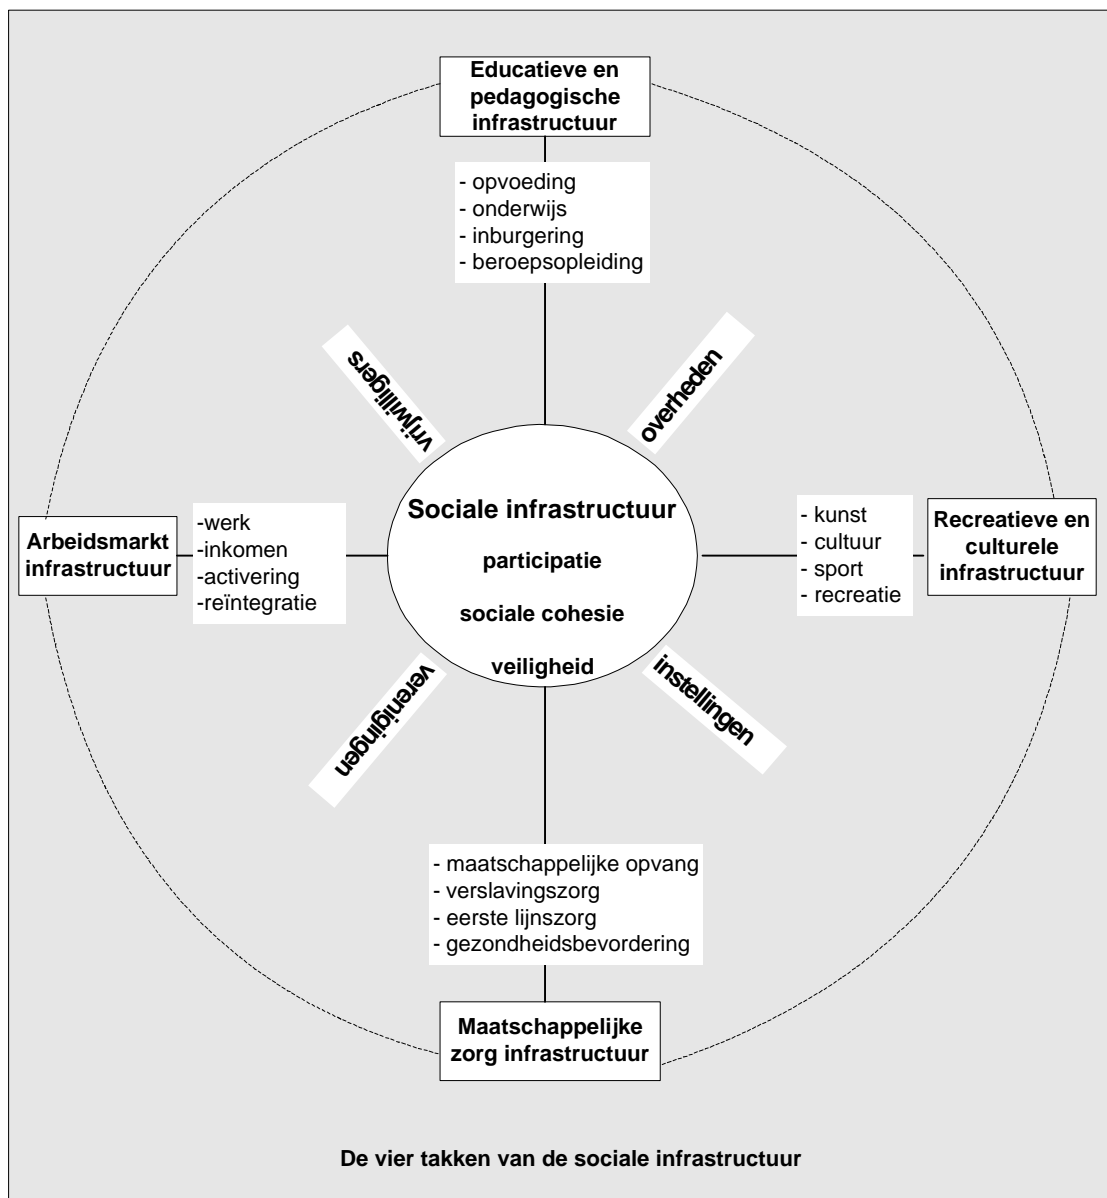 Educatieve en
pedagogische
infrastructuur
- opvoeding
- onderwijs
- inburgering
- beroepsopleiding
vrijwilligers
overheden
Arbeidsmarkt
infrastructuur
-werk
-inkomen
-activering
-reïntegratie
Sociale infrastructuur
participatie
sociale cohesie
veiligheid
- kunst
- cultuur
- sport
- recreatie
Recreatieve en
culturele
infrastructuur
verenigingen
instellingen
- maatschappelijke opvang
- verslavingszorg
- eerste lijnszorg
- gezondheidsbevordering
Maatschappelijke
zorg infrastructuur
De vier takken van de sociale infrastructuur